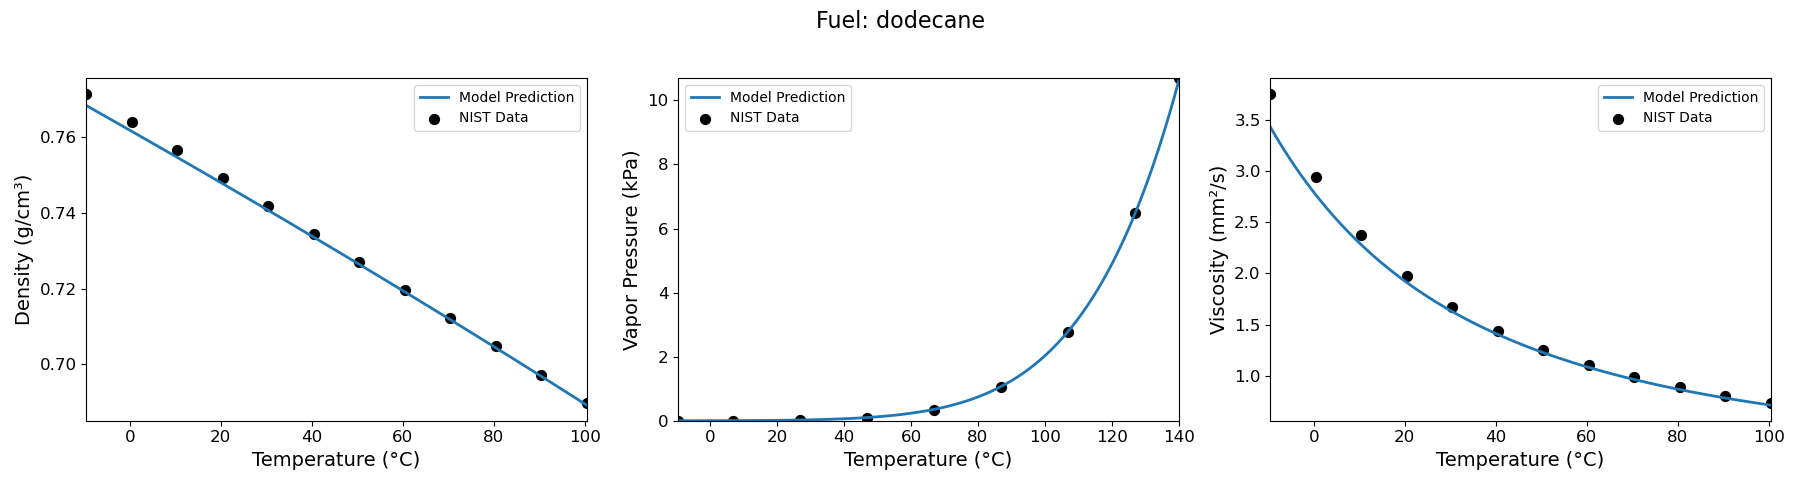 Fuel: dodecane
Model Prediction
NIST Data
0.76
0.74
0.72
0.70
Density (g/cm³)
0 20 40 60 80 100
Temperature (°C)
Model Prediction
NIST Data
10
8
6
4
2
0
Vapor Pressure (kPa)
0 20 40 60 80 100 120 140
Temperature (°C)
Model Prediction
NIST Data
3.5
3.0
2.5
2.0
1.5
1.0
Viscosity (mm²/s)
0 20 40 60 80 100
Temperature (°C)